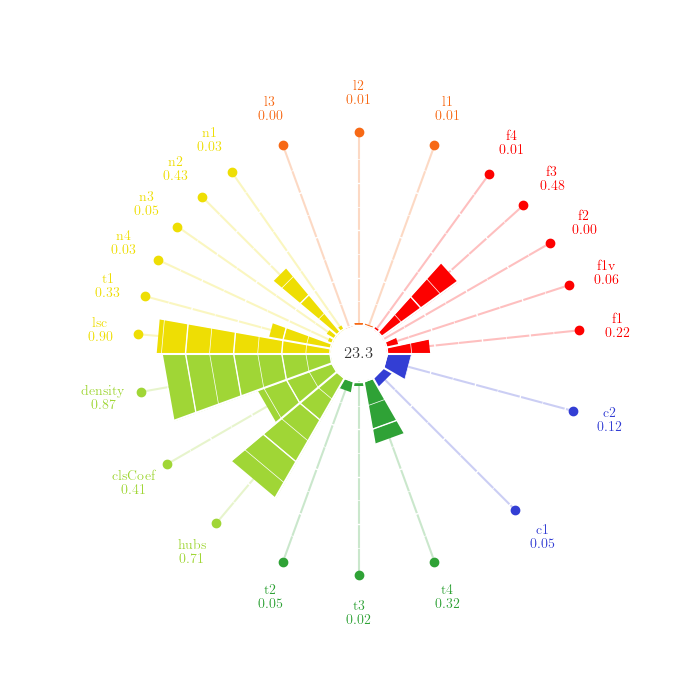 l2
0.01
l3
0.00
l1
0.01
n1
0.03
f4
0.01
n2
0.43
f3
0.48
n3
0.05
f2
0.00
n4
0.03
f1v
0.06
t1
0.33
f1
0.22
lsc
0.90
23.3
density
0.87
c2
0.12
clsCoef
0.41
c1
0.05
hubs
0.71
t2
0.05
t3
0.02
t4
0.32